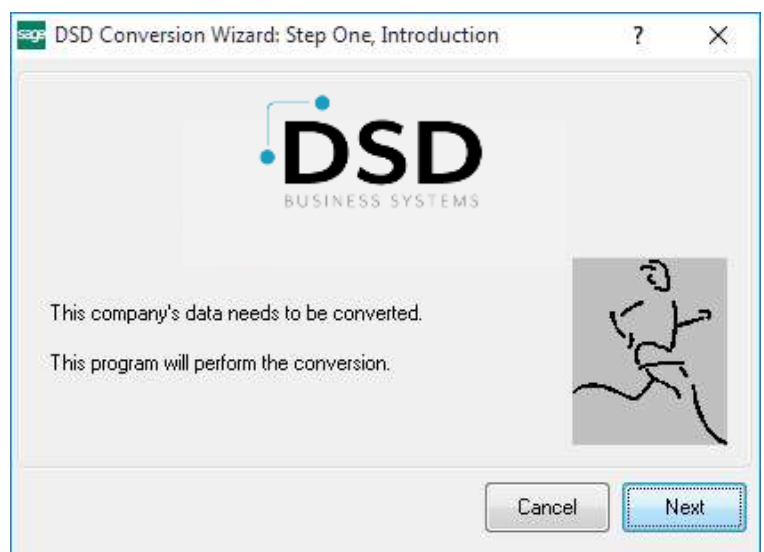 sage DSD Conversion Wizard: Step One, Introduction ? X
DSD
BUSINESS SYSTEMS
This company's data needs to be converted.
This program will perform the conversion.
Cancel Next